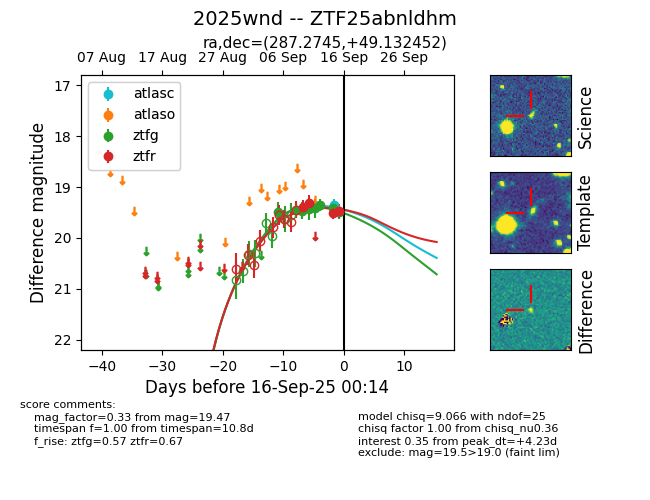 2025wnd -- ZTF25abnldhm
ra,dec=(287.2745,+49.132452)
07 Aug 17 Aug 27 Aug 06 Sep 16 Sep 26 Sep
17
18
19
20
21
22
Difference magnitude
atlasc
atlaso
ztfg
ztfr
−40 −30 −20 −10 0 10
Days before 16-Sep-25 00:14
Science
Template
Difference
score comments:
mag_factor=0.33 from mag=19.47
timespan f=1.00 from timespan=10.8d
f_rise: ztfg=0.57 ztfr=0.67
model chisq=9.066 with ndof=25
chisq factor 1.00 from chisq_nu0.36
interest 0.35 from peak_dt=+4.23d
exclude: mag=19.5>19.0 (faint lim)